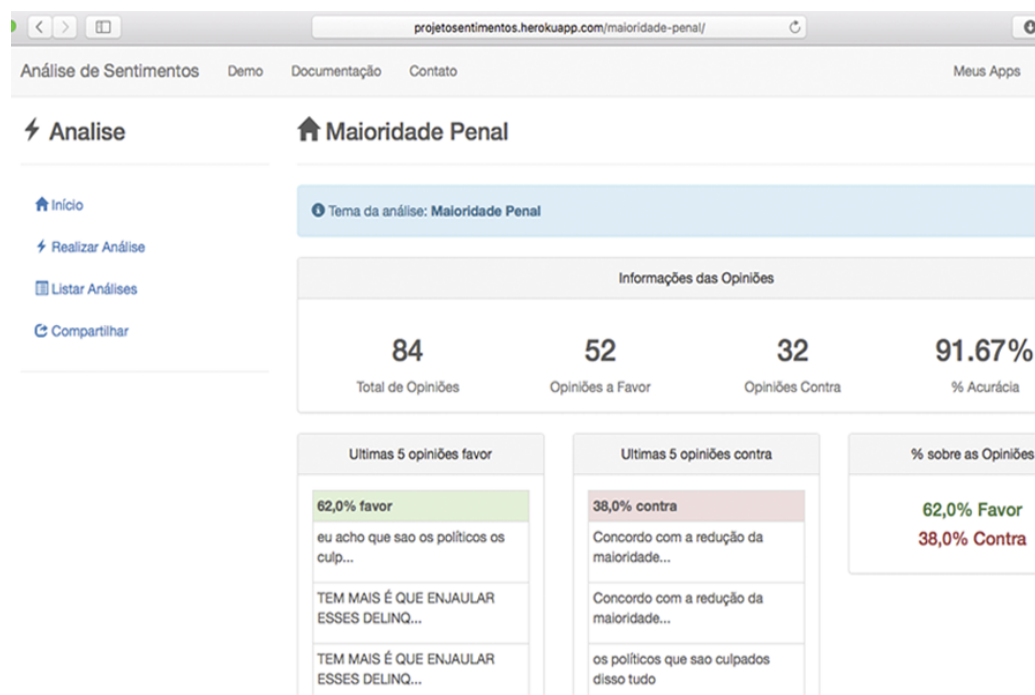 projetosentimentos.herokuapp.com/maioridade-penal/
Análise de Sentimentos Demo Documentação Contato Meus Apps
Analise
Início
Realizar Análise
Listar Análises
Compartilhar
Maioridade Penal
Tema da análise: Maioridade Penal
Informações das Opiniões
84 52 32 91.67%
Total de Opiniões Opiniões a Favor Opiniões Contra % Acurácia
Ultimas 5 opiniões favor
62,0% favor
eu acho que sao os políticos os
culp...
TEM MAIS É QUE ENJAULAR
ESSES DELINQ...
TEM MAIS É QUE ENJAULAR
ESSES DELINQ...
Ultimas 5 opiniões contra
38,0% contra
Concordo com a redução da
maioridade...
Concordo com a redução da
maioridade...
os políticos que sao culpados
disso tudo
% sobre as Opiniões
62,0% Favor
38,0% Contra